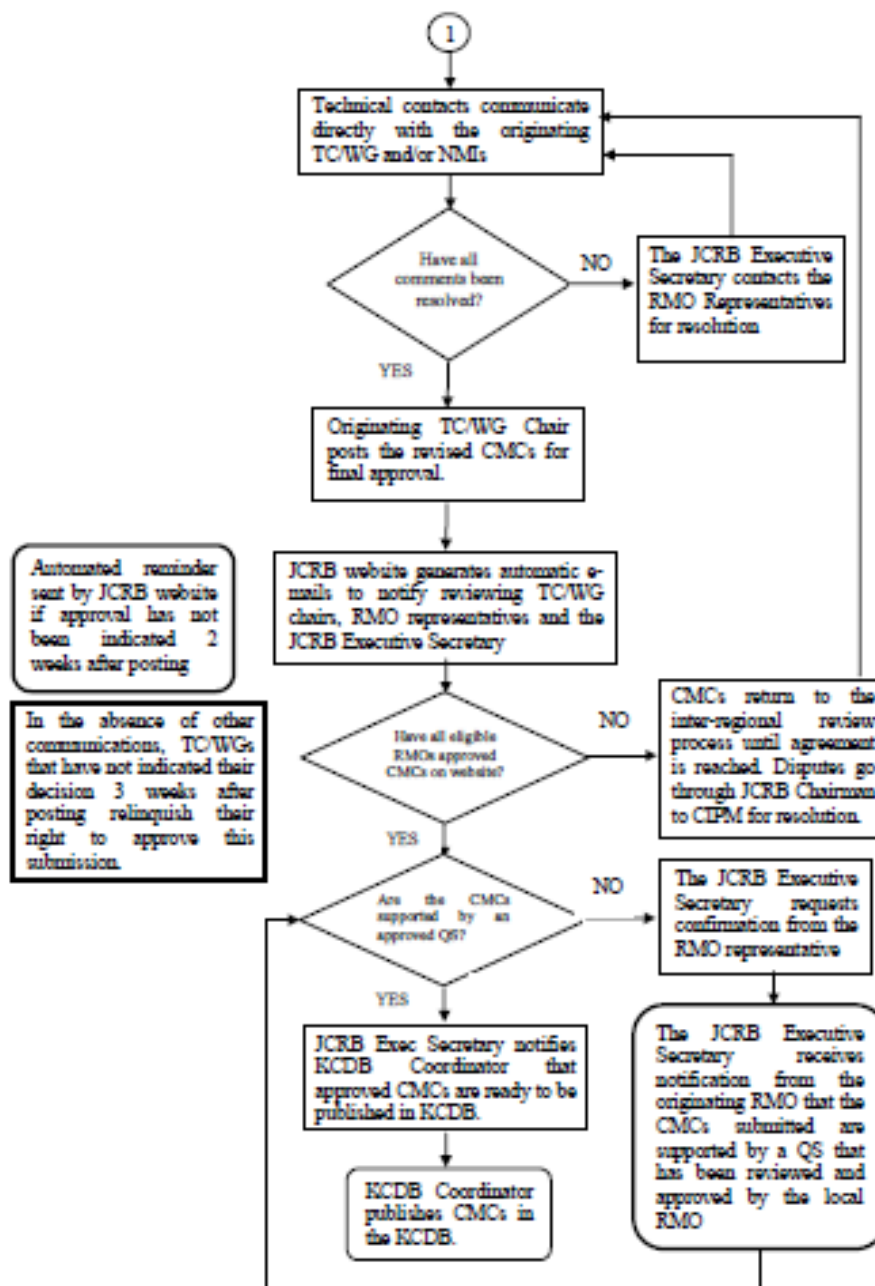 1
Technical contacts communicate
directly with the originating
TC/WG and/or NMIs
Have all
comments been
resolved?
NO
The JCRB Executive
Secretary contacts the
RMO Representatives
for resolution
YES
Originating TC/WG Chair
posts the revised CMCs for
final approval.
Automated reminder
sent by JCRB website
if approval has not
been indicated 2
weeks after posting
JCRB website generates automatic e-
mails to notify reviewing TC/WG
chairs, RMO representatives and the
JCRB Executive Secretary
In the absence of other
communications, TC/WGs
that have not indicated their
decision 3 weeks after
posting relinquish their
right to approve this
submission.
Have all eligible
RMOs approved
CMCs on website?
NO
CMCs return to the
inter-regional review
process until agreement
is reached. Disputes go
through JCRB Chairman
to CIPM for resolution.
YES
Are the CMCs
supported by an
approved QS?
NO
The JCRB Executive
Secretary requests
confirmation from the
RMO representative
YES
JCRB Exec Secretary notifies
KCDB Coordinator that
approved CMCs are ready to be
published in KCDB.
The JCRB Executive
Secretary receives
notification from the
originating RMO that the
CMCs submitted are
supported by a QS that
has been reviewed and
approved by the local
RMO
KCDB Coordinator
publishes CMCs in
the KCDB.